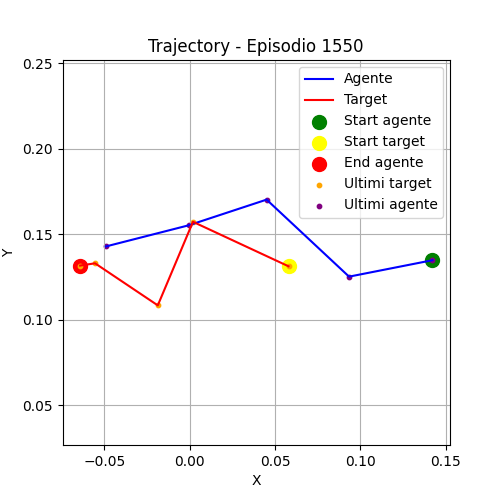 Trajectory - Episodio 1550
0.25
0.20
0.15
0.10
0.05
Y
Agente
Target
Start agente
Start target
End agente
Ultimi target
Ultimi agente
−0.05
0.00
0.05
0.10
0.15
X